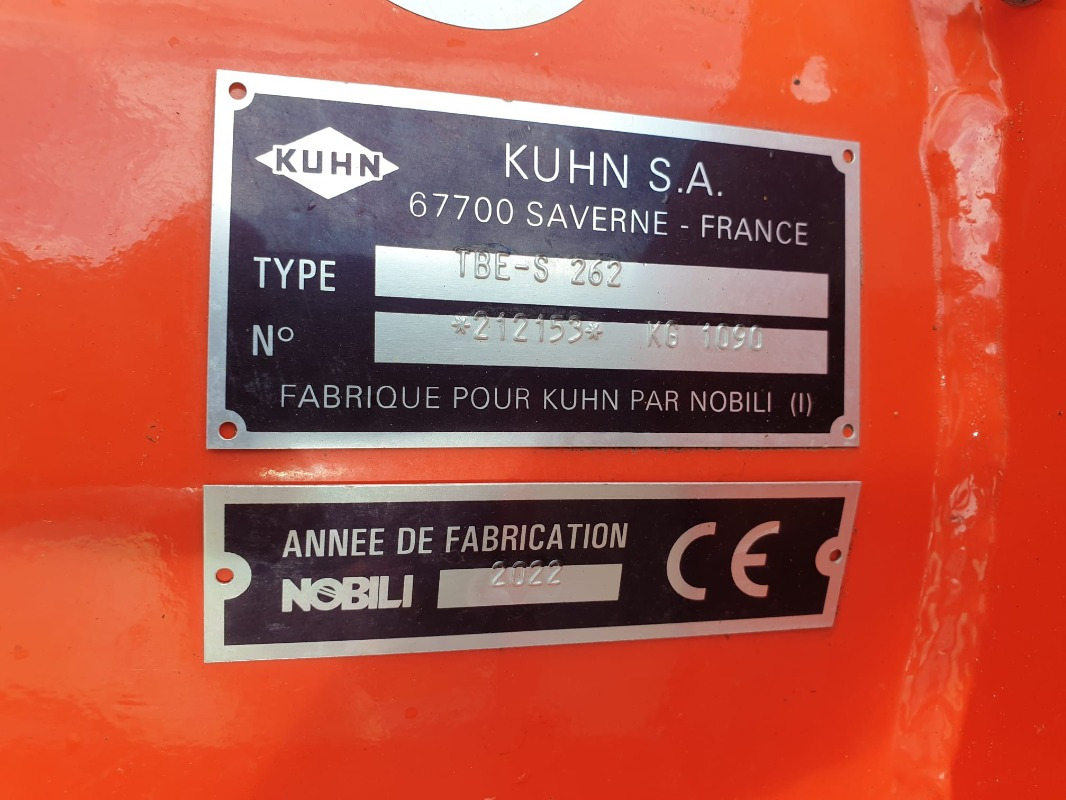 KUHN
KUHN S.A.
67700 SAVERNE - FRANCE
TYPE TBE-S 262
N° *212153* KG 1090
FABRIQUE POUR KUHN PAR NOBILI (I)
ANNEE DE FABRICATION
NOBILI 2022
CE